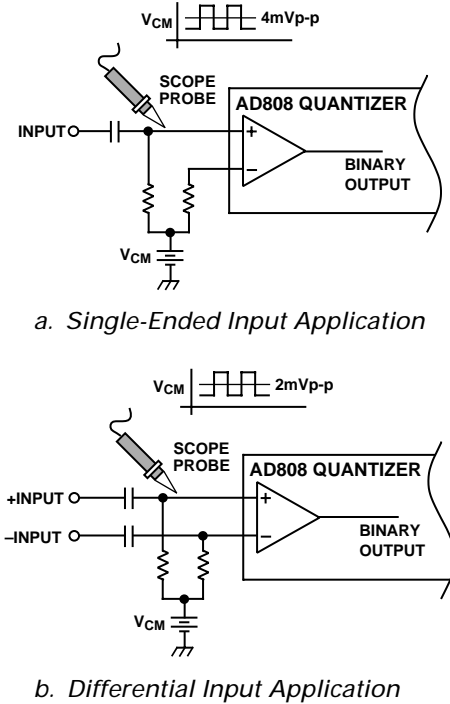 VCM 4mVp-p
SCOPE
PROBE
AD808 QUANTIZER
INPUT
+
−
BINARY
OUTPUT
VCM
a. Single-Ended Input Application
VCM 2mVp-p
SCOPE
PROBE
AD808 QUANTIZER
+INPUT
+
−INPUT
−
BINARY
OUTPUT
VCM
b. Differential Input Application